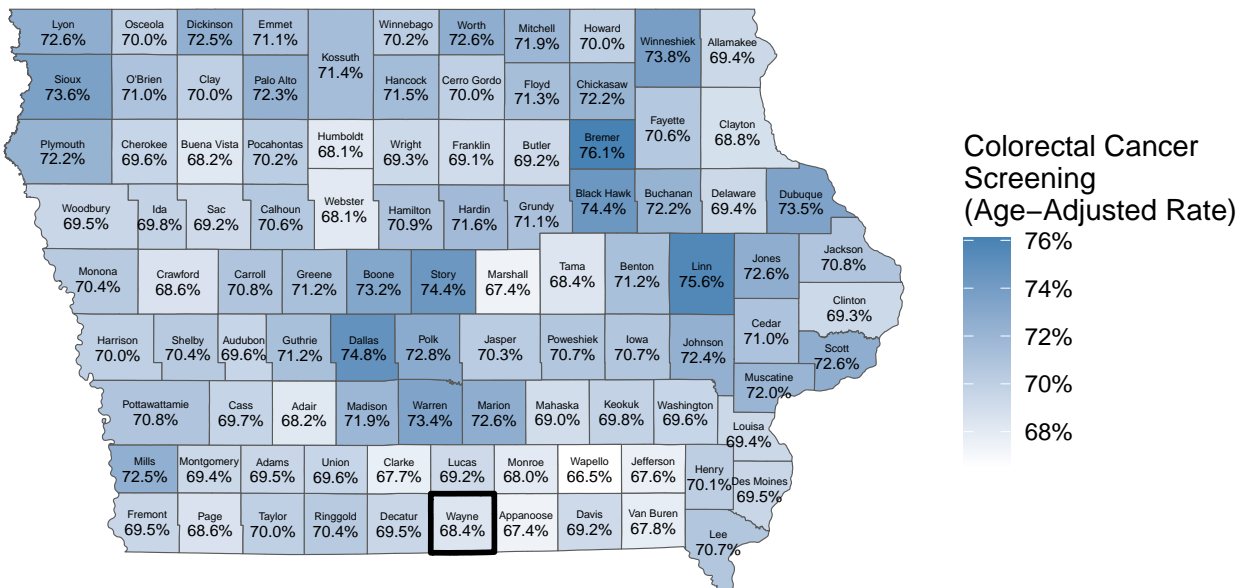 Lyon
72.6%
Osceola
70.0%
Dickinson
72.5%
Emmet
71.1%
Kossuth
71.4%
Winnebago
70.2%
Worth
72.6%
Mitchell
71.9%
Howard
70.0%
Winneshiek
73.8%
Allamakee
69.4%
Sioux
73.6%
O'Brien
71.0%
Clay
70.0%
Palo Alto
72.3%
Hancock
71.5%
Cerro Gordo
70.0%
Floyd
71.3%
Chickasaw
72.2%
Fayette
70.6%
Clayton
68.8%
Plymouth
72.2%
Cherokee
69.6%
Buena Vista
68.2%
Pocahontas
70.2%
Humboldt
68.1%
Wright
69.3%
Franklin
69.1%
Butler
69.2%
Bremer
76.1%
Woodbury
69.5%
Ida
69.8%
Sac
69.2%
Calhoun
70.6%
Webster
68.1%
Hamilton
70.9%
Hardin
71.6%
Grundy
71.1%
Black Hawk
74.4%
Buchanan
72.2%
Delaware
69.4%
Dubuque
73.5%
Monona
70.4%
Crawford
68.6%
Carroll
70.8%
Greene
71.2%
Boone
73.2%
Story
74.4%
Marshall
67.4%
Tama
68.4%
Benton
71.2%
Linn
75.6%
Jones
72.6%
Jackson
70.8%
Clinton
69.3%
Harrison
70.0%
Shelby
70.4%
Audubon
69.6%
Guthrie
71.2%
Dallas
74.8%
Polk
72.8%
Jasper
70.3%
Poweshiek
70.7%
Iowa
70.7%
Johnson
72.4%
Cedar
71.0%
Scott
72.6%
Muscatine
72.0%
Pottawattamie
70.8%
Cass
69.7%
Adair
68.2%
Madison
71.9%
Warren
73.4%
Marion
72.6%
Mahaska
69.0%
Keokuk
69.8%
Washington
69.6%
Louisa
69.4%
Mills
72.5%
Montgomery
69.4%
Adams
69.5%
Union
69.6%
Clarke
67.7%
Lucas
69.2%
Monroe
68.0%
Wapello
66.5%
Jefferson
67.6%
Henry
70.1%
Des Moines
69.5%
Fremont
69.5%
Page
68.6%
Taylor
70.0%
Ringgold
70.4%
Decatur
69.5%
Wayne
68.4%
Appanoose
67.4%
Davis
69.2%
Van Buren
67.8%
Lee
70.7%
Colorectal Cancer
Screening
(Age−Adjusted Rate)
76%
74%
72%
70%
68%